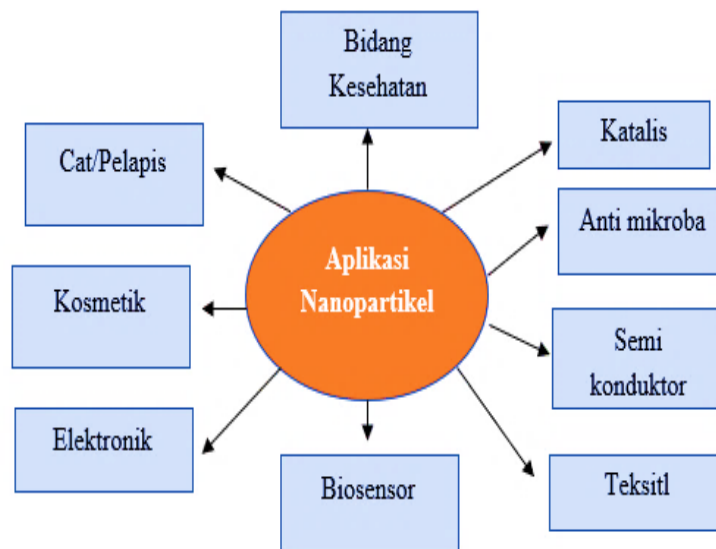 Bidang
Kesehatan
Katalis
Cat/Pelapis
Anti mikroba
Aplikasi
Nanopartikel
Kosmetik
Semi
konduktor
Elektronik
Biosensor
Teksitl